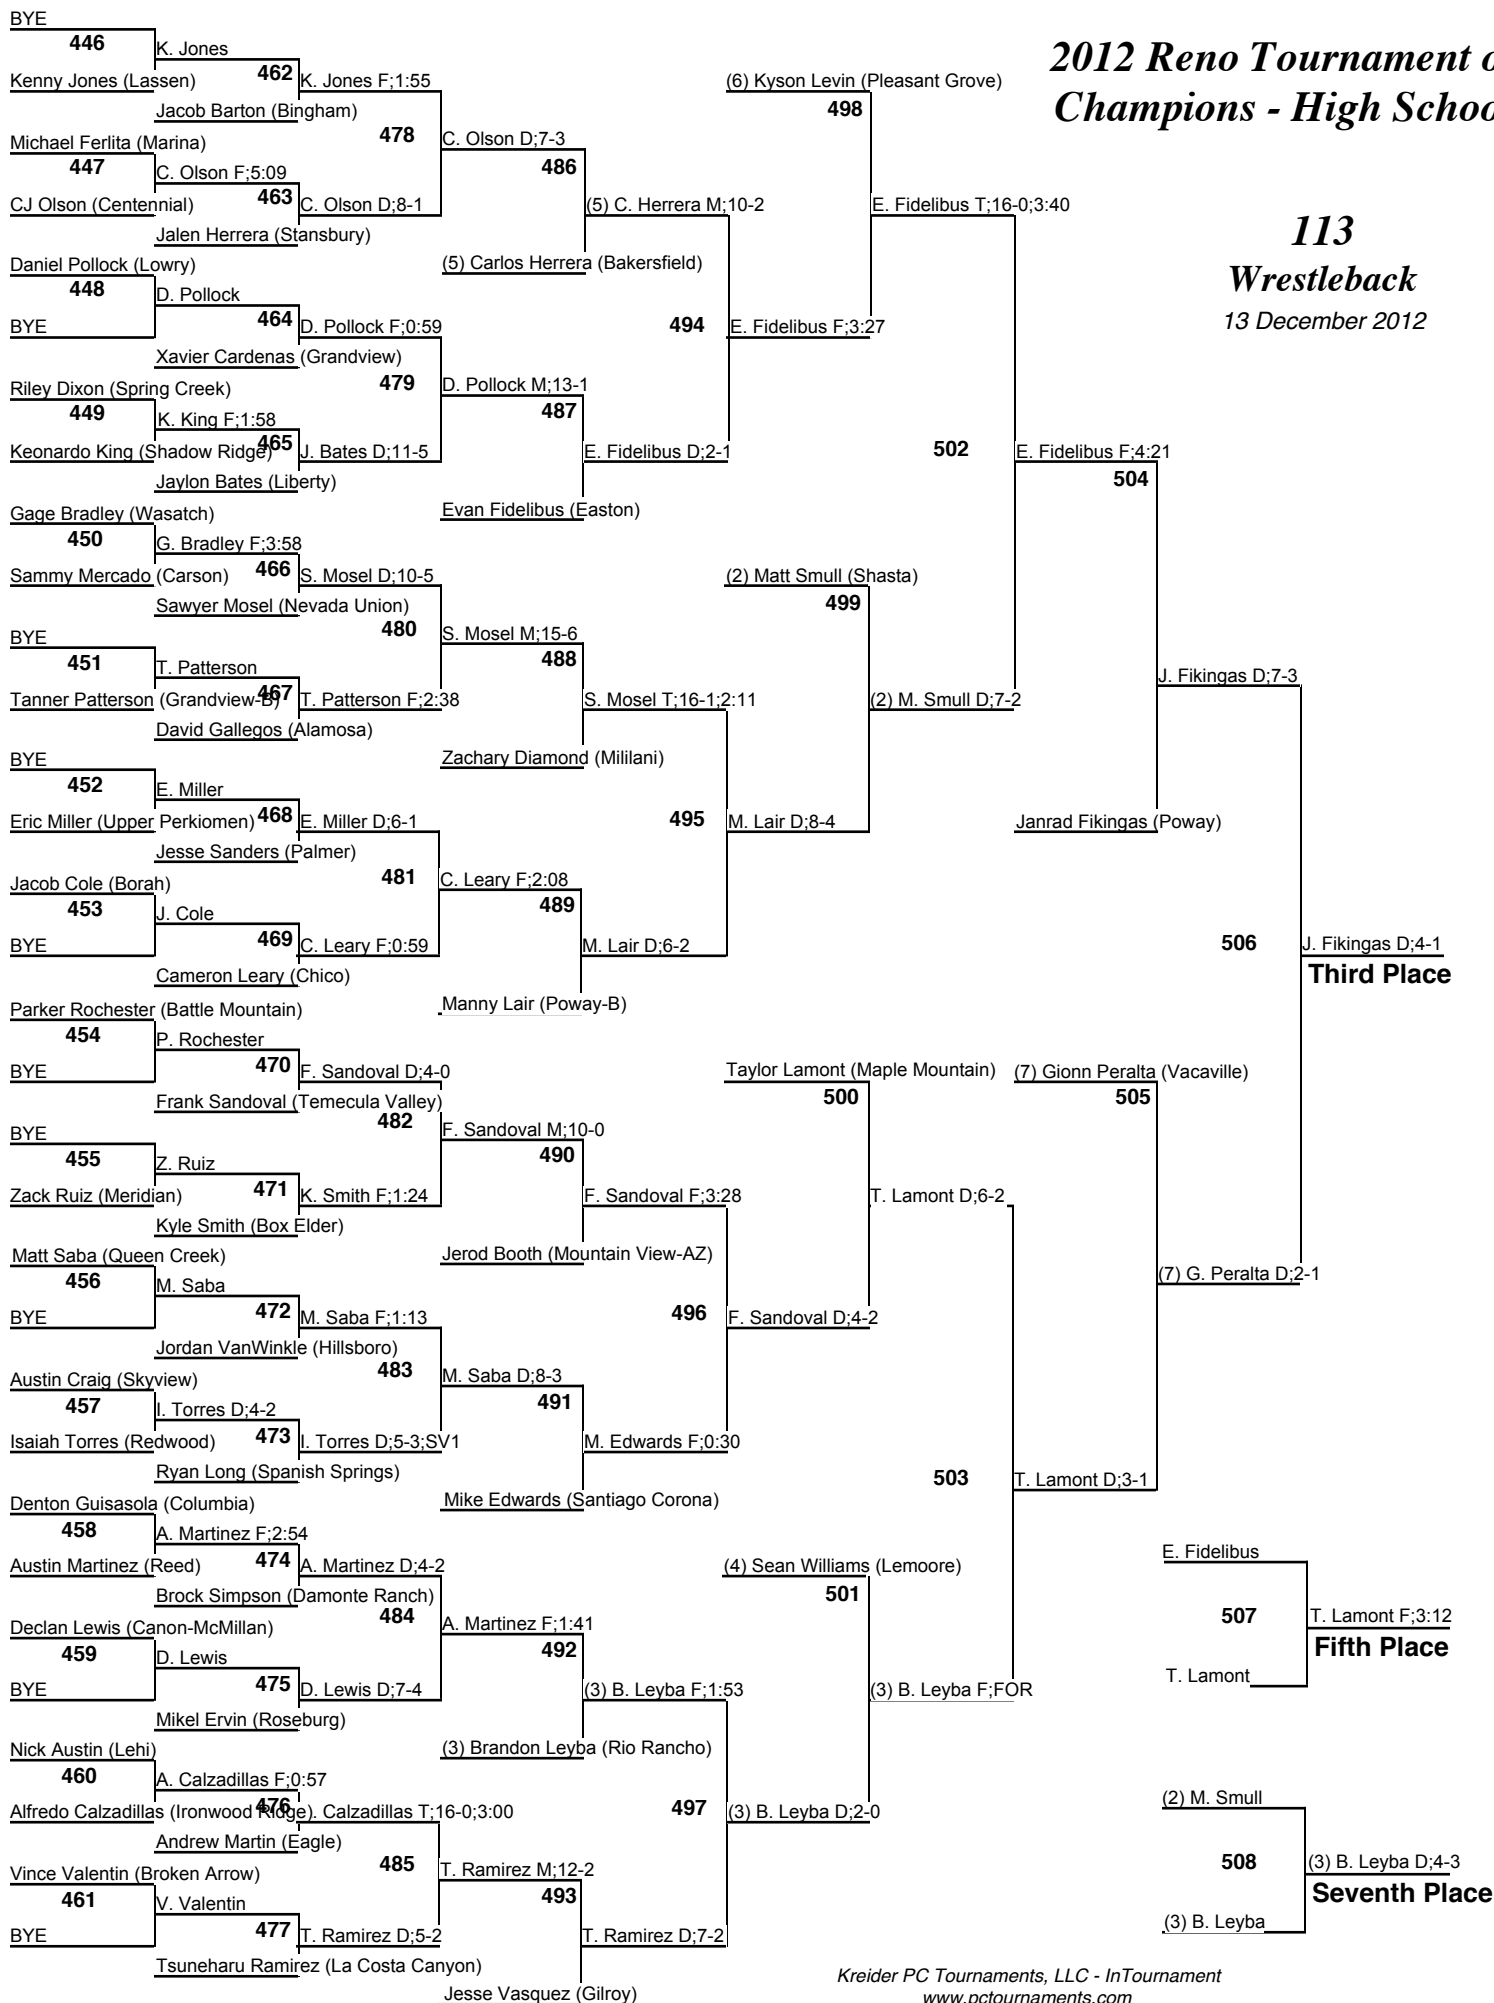 2012 Reno Tournament o
Champions - High Schoo
113
Wrestleback
13 December 2012
BYE
446
K. Jones
Kenny Jones (Lassen)
462
K. Jones F;1:55
Jacob Barton (Bingham)
478
C. Olson D;7-3
Michael Ferlita (Marina)
447
C. Olson F;5:09
CJ Olson (Centennial)
463
C. Olson D;8-1
Jalen Herrera (Stansbury)
486
(5) C. Herrera M;10-2
(5) Carlos Herrera (Bakersfield)
Daniel Pollock (Lowry)
448
D. Pollock
BYE
464
D. Pollock F;0:59
Xavier Cardenas (Grandview)
479
D. Pollock M;13-1
Riley Dixon (Spring Creek)
449
K. King F;1:58
Keonardo King (Shadow Ridge)
465
J. Bates D;11-5
Jaylon Bates (Liberty)
487
E. Fidelibus D;2-1
Evan Fidelibus (Easton)
494
E. Fidelibus F;3:27
(6) Kyson Levin (Pleasant Grove)
498
E. Fidelibus T;16-0;3:40
Gage Bradley (Wasatch)
450
G. Bradley F;3:58
Sammy Mercado (Carson)
466
S. Mosel D;10-5
Sawyer Mosel (Nevada Union)
480
S. Mosel M;15-6
BYE
451
T. Patterson
Tanner Patterson (Grandview-B)
467
T. Patterson F;2:38
David Gallegos (Alamosa)
488
S. Mosel T;16-1;2:11
Zachary Diamond (Mililani)
BYE
452
E. Miller
Eric Miller (Upper Perkiomen)
468
E. Miller D;6-1
Jesse Sanders (Palmer)
481
C. Leary F;2:08
Jacob Cole (Borah)
453
J. Cole
BYE
469
C. Leary F;0:59
Cameron Leary (Chico)
489
M. Lair D;6-2
Manny Lair (Poway-B)
495
M. Lair D;8-4
(2) Matt Smull (Shasta)
499
(2) M. Smull D;7-2
502
E. Fidelibus F;4:21
504
J. Fikingas D;7-3
Janrad Fikingas (Poway)
506
J. Fikingas D;4-1
Third Place
Parker Rochester (Battle Mountain)
454
P. Rochester
BYE
470
F. Sandoval D;4-0
Frank Sandoval (Temecula Valley)
482
F. Sandoval M;10-0
BYE
455
Z. Ruiz
Zack Ruiz (Meridian)
471
K. Smith F;1:24
Kyle Smith (Box Elder)
490
F. Sandoval F;3:28
Jerod Booth (Mountain View-AZ)
Matt Saba (Queen Creek)
456
M. Saba
BYE
472
M. Saba F;1:13
Jordan VanWinkle (Hillsboro)
483
M. Saba D;8-3
Austin Craig (Skyview)
457
I. Torres D;4-2
Isaiah Torres (Redwood)
473
I. Torres D;5-3;SV1
Ryan Long (Spanish Springs)
491
M. Edwards F;0:30
Mike Edwards (Santiago Corona)
496
F. Sandoval D;4-2
Taylor Lamont (Maple Mountain)
500
T. Lamont D;6-2
(7) Gionn Peralta (Vacaville)
505
(7) G. Peralta D;2-1
503
T. Lamont D;3-1
Denton Guisasola (Columbia)
458
A. Martinez F;2:54
Austin Martinez (Reed)
474
A. Martinez D;4-2
Brock Simpson (Damonte Ranch)
484
A. Martinez F;1:41
Declan Lewis (Canon-McMillan)
459
D. Lewis
BYE
475
D. Lewis D;7-4
Mikel Ervin (Roseburg)
492
(3) B. Leyba F;1:53
(3) Brandon Leyba (Rio Rancho)
Nick Austin (Lehi)
460
A. Calzadillas F;0:57
Alfredo Calzadillas (Ironwood Ridge)
476
. Calzadillas T;16-0;3:00
Andrew Martin (Eagle)
485
T. Ramirez M;12-2
Vince Valentin (Broken Arrow)
461
V. Valentin
BYE
477
T. Ramirez D;5-2
Tsuneharu Ramirez (La Costa Canyon)
493
T. Ramirez D;7-2
Jesse Vasquez (Gilroy)
497
(3) B. Leyba D;2-0
(4) Sean Williams (Lemoore)
501
(3) B. Leyba F;FOR
E. Fidelibus
507
T. Lamont F;3:12
Fifth Place
T. Lamont
(2) M. Smull
508
(3) B. Leyba D;4-3
Seventh Place
(3) B. Leyba
Kreider PC Tournaments, LLC - InTournament
www.pctournaments.com